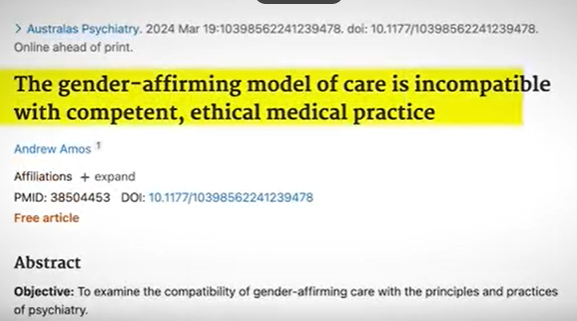 > Australas Psychiatry. 2024 Mar 19:10398562241239478. doi: 10.1177/10398562241239478.
Online ahead of print.
The gender-affirming model of care is incompatible
with competent, ethical medical practice
Andrew Amos 1
Affiliations + expand
PMID: 38504453 DOI: 10.1177/10398562241239478
Free article
Abstract
Objective: To examine the compatibility of gender-affirming care with the principles and practices
of psychiatry.